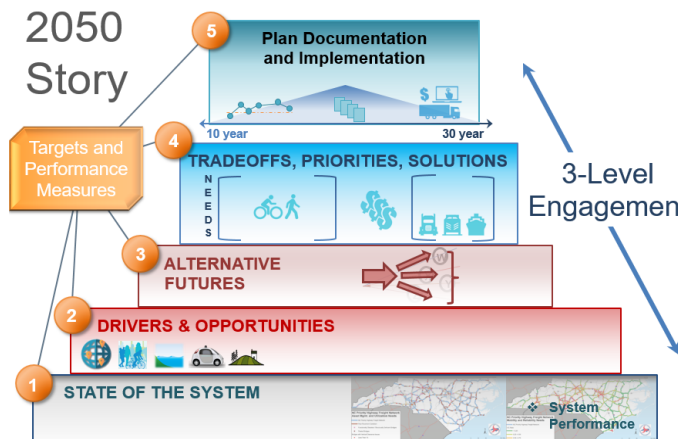 2050
Story
5
Plan Documentation
and Implementation
$
10 year
30 year
Targets and
Performance
Measures
4
TRADEOFFS, PRIORITIES, SOLUTIONS
NEEDS
3-Level
Engagemen
3
ALTERNATIVE
FUTURES
W
2
DRIVERS & OPPORTUNITIES
1
STATE OF THE SYSTEM
System
Performance